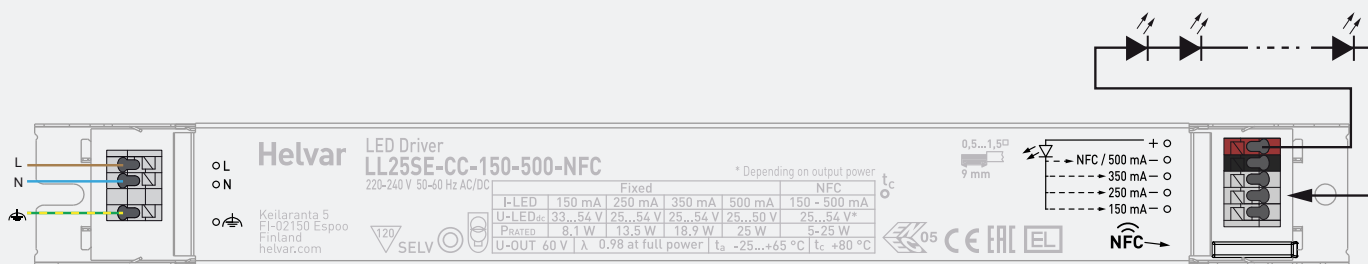 L
N
L
N
Helvar
Keilaranta 5
FI-02150 Espoo
Finland
helvar.com
LED Driver
LL25SE-CC-150-500-NFC
220-240 V 50-60 Hz AC/DC
* Depending on output power
120
SELV
Fixed NFC
I-LED 150 mA 250 mA 350 mA 500 mA 150 - 500 mA
U-LEDdc 33...54 V 25...54 V 25...54 V 25...50 V 25...54 V*
PRATED 8,1 W 13,5 W 18,9 W 25 W 5-25 W
U-OUT 60 V λ 0.98 at full power ta -25...+65 °C tc +80 °C
tc
05
CE EAC EL
0,5...1,5
9 mm
+
NFC / 500 mA
350 mA
250 mA
150 mA
NFC